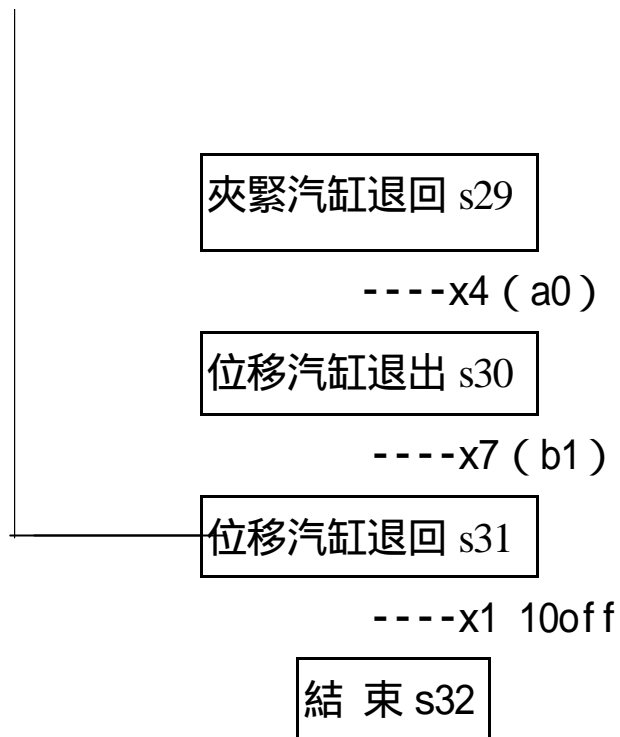 夾緊汽缸退回 s29
----x4（a0）
位移汽缸退出 s30
----x7（b1）
位移汽缸退回 s31
----x1 10off
結 束 s32